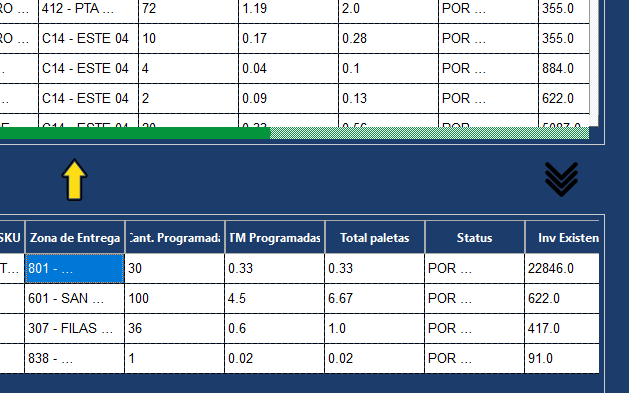 RO ... 412 - PTA ... 72 1.19 2.0 POR ... 355.0
RO ... C14 - ESTE 04 10 0.17 0.28 POR ... 355.0
... C14 - ESTE 04 4 0.04 0.1 POR ... 884.0
... C14 - ESTE 04 2 0.09 0.13 POR ... 622.0
C14 - ESTE 04 POR ...
SKU Zona de Entrega Cant. Programada TM Programadas Total paletas Status Inv Existen
T... 801 - ... 30 0.33 0.33 POR ... 22846.0
601 - SAN ... 100 4.5 6.67 POR ... 622.0
307 - FILAS ... 36 0.6 1.0 POR ... 417.0
838 - ... 1 0.02 0.02 POR ... 91.0